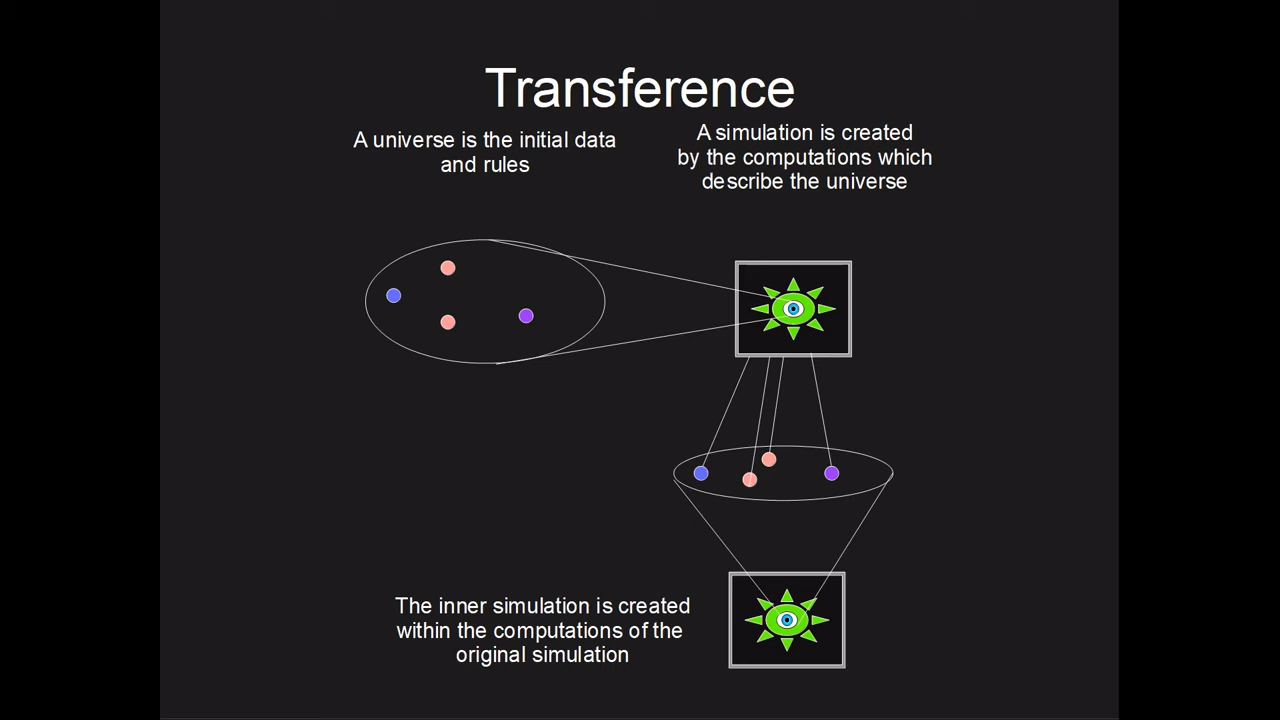 Transference
A universe is the initial data
and rules
A simulation is created
by the computations which
describe the universe
The inner simulation is created
within the computations of the
original simulation